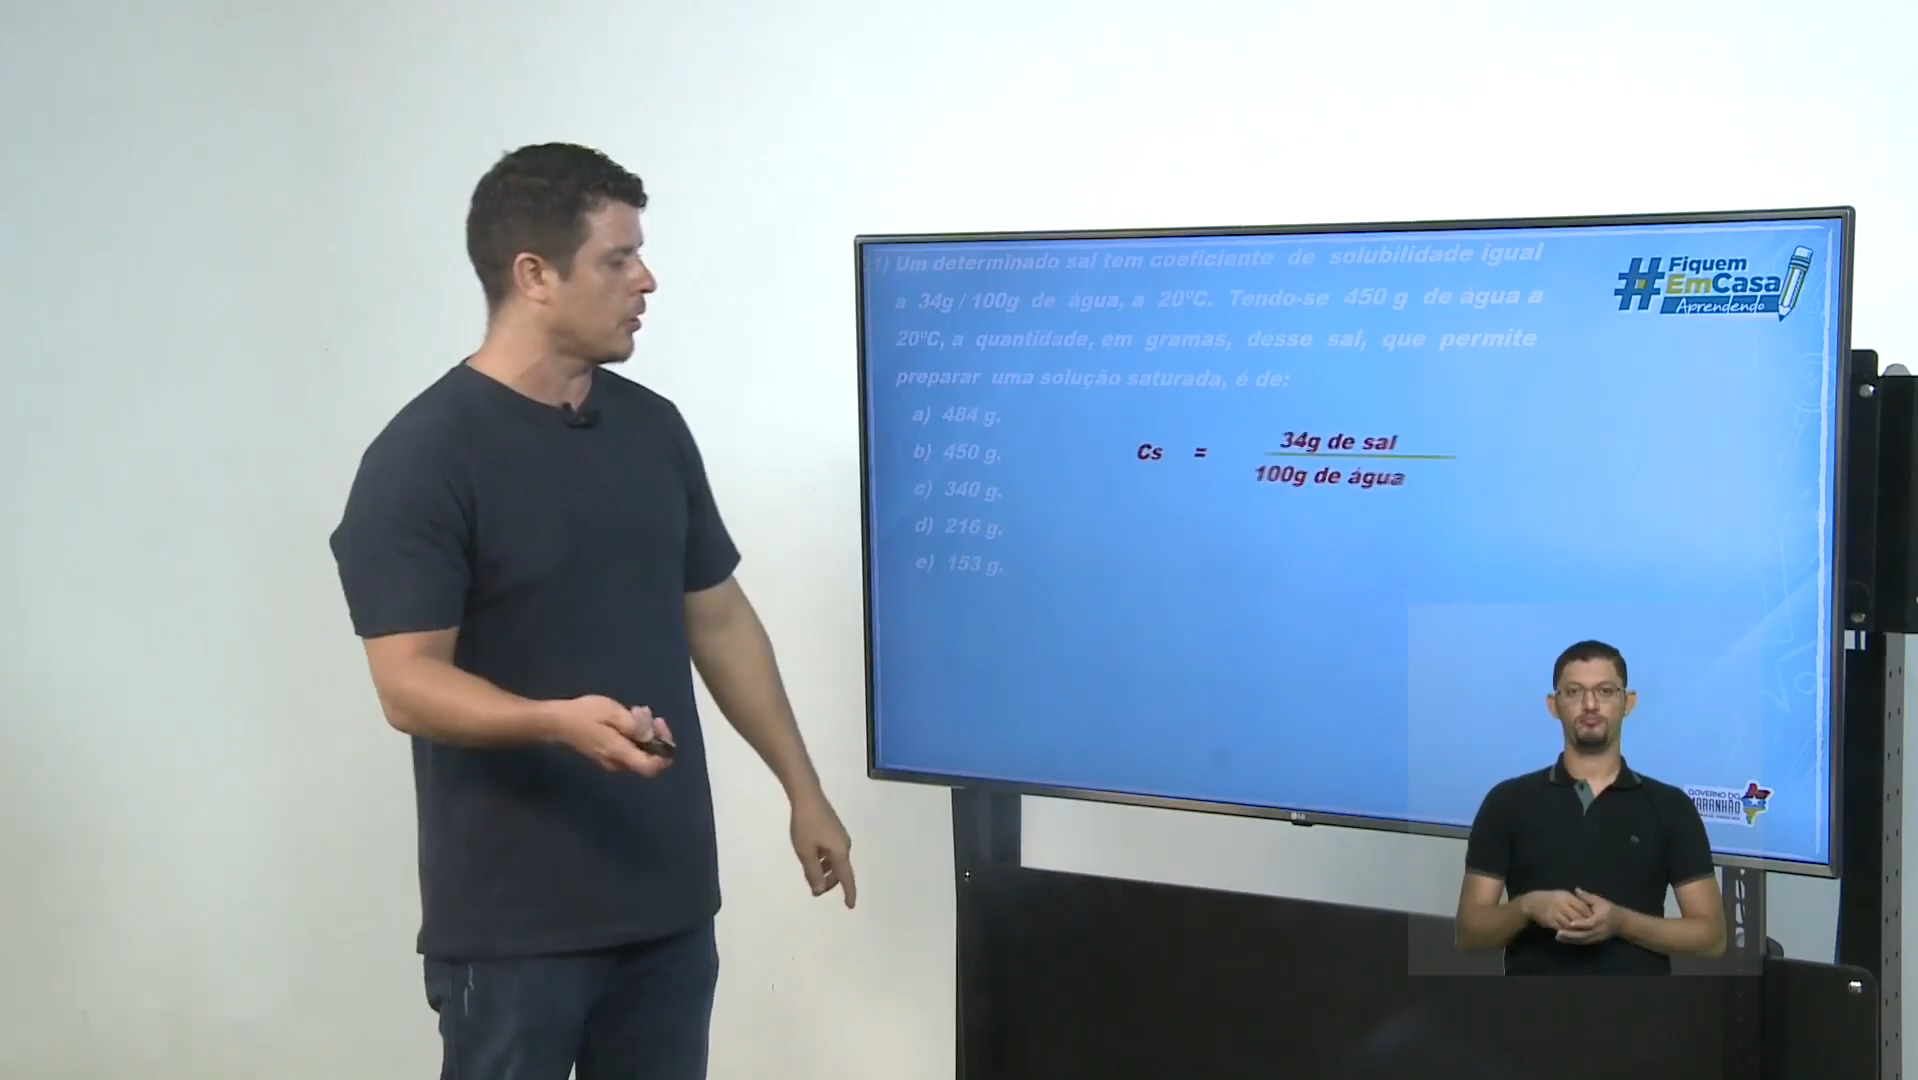 1) Um determinado sal tem coeficiente de solubilidade igual
a 34g / 100g de água, a 20ºC. Tendo-se 450 g de água a
20ºC, a quantidade, em gramas, desse sal, que permite
preparar uma solução saturada, é de:
a) 484 g.
b) 450 g.
c) 340 g.
d) 216 g.
e) 153 g.
Cs = 34g de sal
100g de água
#Fiquem
EmCasa
Aprendendo
GOVERNO DO
MARANHÃO
LG